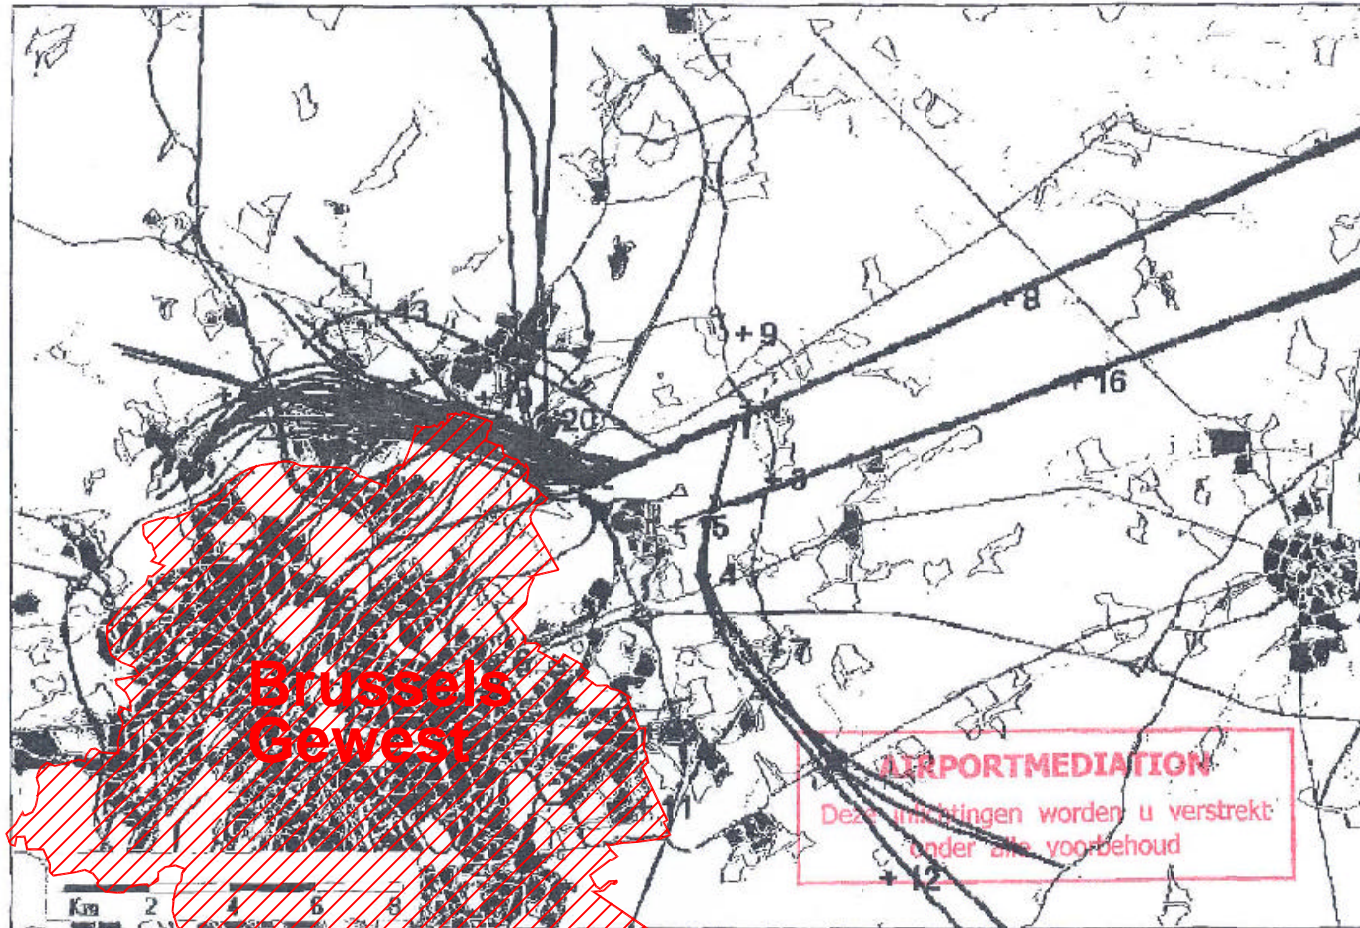 13
+ 8
+ 9
+ 16
20
4
Brussels
Gewest
7
AIRPORTMEDIATION
Deze inlichtingen worden u verstrekt
onder alle voorbehoud
+ 12
Km 2 4 6 8